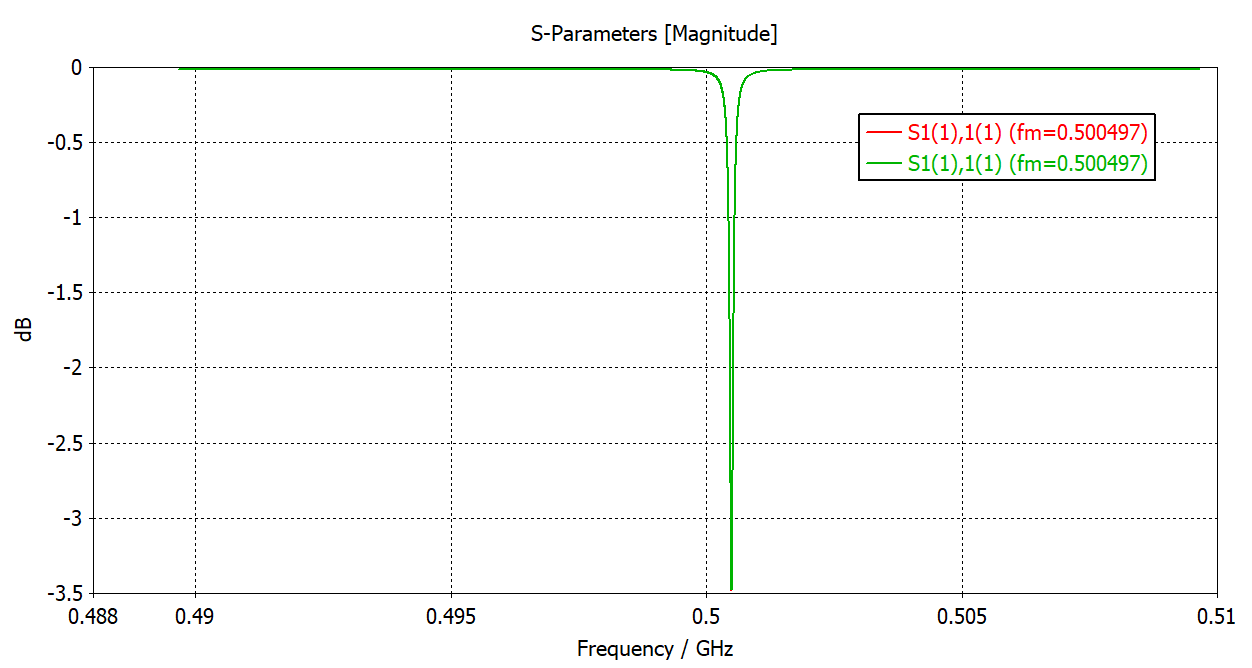 S-Parameters [Magnitude]
0
-0.5
-1
-1.5
-2
-2.5
-3
-3.5
dB
S1(1),1(1) (fm=0.500497)
S1(1),1(1) (fm=0.500497)
0.488 0.49 0.495 0.5 0.505 0.51
Frequency / GHz